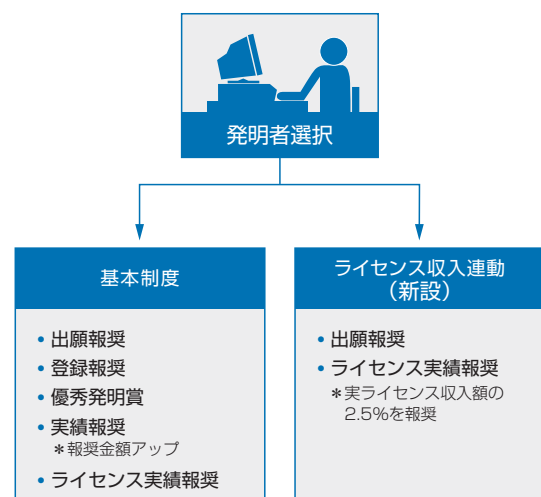 発明者選択
基本制度
• 出願報奨
• 登録報奨
• 優秀発明賞
• 実績報奨
＊報奨金額アップ
• ライセンス実績報奨
ライセンス収入連動
（新設）
• 出願報奨
• ライセンス実績報奨
＊実ライセンス収入額の
2.5%を報奨